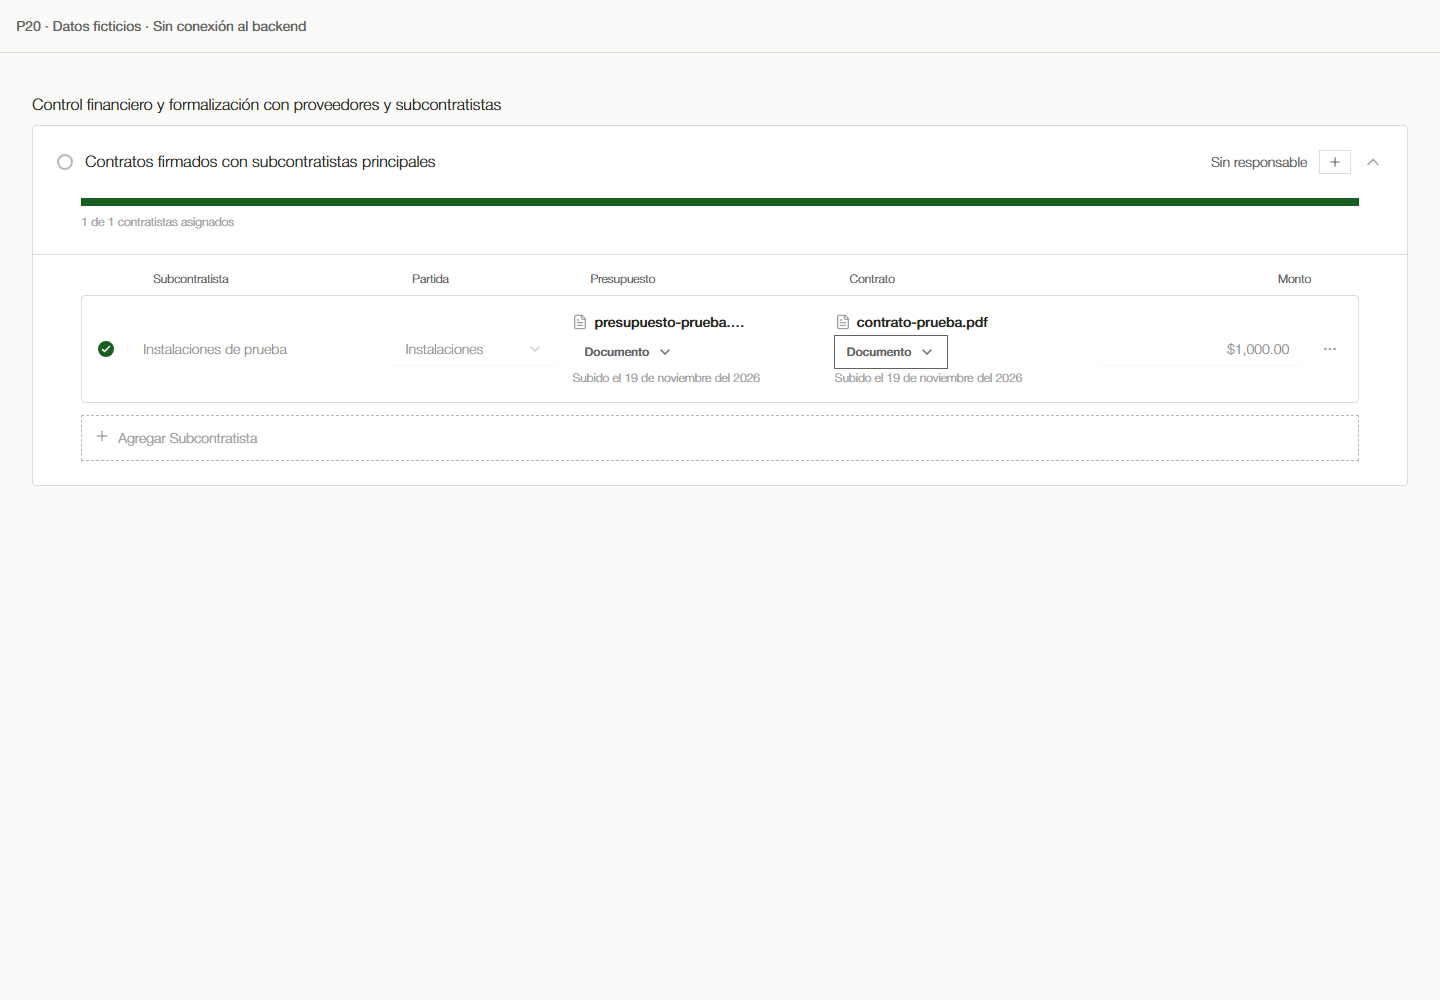 P20 · Datos ficticios · Sin conexión al backend
Control financiero y formalización con proveedores y subcontratistas
Contratos firmados con subcontratistas principales
Sin responsable
1 de 1 contratistas asignados
Subcontratista Partida Presupuesto Contrato Monto
presupuesto-prueba.... contrato-prueba.pdf
Instalaciones de prueba Instalaciones Documento Documento $1,000.00
Subido el 19 de noviembre del 2026 Subido el 19 de noviembre del 2026
Agregar Subcontratista